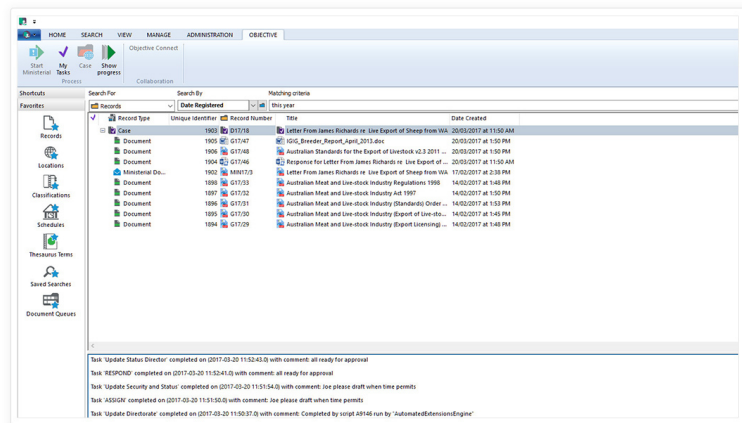 HOME SEARCH VIEW MANAGE ADMINISTRATION OBJECTIVE
Start Ministerial
My Tasks
Case
Show progress
Objective Connect
Process
Collaboration
Shortcuts
Search For Search By Matching criteria
Favorites
Records Date Registered this year
Record Type Unique Identifier Record Number Title Date Created
Case 1903 D17/18 Letter From James Richards re Live Export of Sheep from WA 20/03/2017 at 11:50 AM
Document 1905 G17/47 IGIG_Breeder_Report_April_2013.doc 20/03/2017 at 1:50 PM
Document 1906 G17/48 Australian Standards for the Export of Livestock v2.3 2011 ... 20/03/2017 at 1:50 PM
Document 1904 G17/46 Response for Letter From James Richards re Live Export of ... 20/03/2017 at 11:50 AM
Ministerial Do... 1902 MIN17/3 Letter From James Richards re Live Export of Sheep from WA 17/02/2017 at 2:38 PM
Document 1898 G17/33 Australian Meat and Live-stock Industry Regulations 1998 14/02/2017 at 1:48 PM
Document 1897 G17/32 Australian Meat and Live-stock Industry Act 1997 14/02/2017 at 1:50 PM
Document 1896 G17/31 Australian Meat and Live-stock Industry (Standards) Order ... 14/02/2017 at 1:53 PM
Document 1895 G17/30 Australian Meat and Live-stock Industry (Export of Live-sto... 14/02/2017 at 1:45 PM
Document 1894 G17/29 Australian Meat and Live-stock Industry (Export Licensing) ... 14/02/2017 at 1:48 PM
Records
Locations
Classifications
Schedules
Thesaurus Terms
Saved Searches
Document Queues
Task 'Update Status Director' completed on (2017-03-20 11:52:43.0) with comment: all ready for approval
Task 'RESPOND' completed on (2017-03-20 11:52:41.0) with comment: all ready for approval
Task 'Update Security and Status' completed on (2017-03-20 11:51:54.0) with comment: Joe please draft when time permits
Task 'ASSIGN' completed on (2017-03-20 11:51:50.0) with comment: Joe please draft when time permits
Task 'Update Directorate' completed on (2017-03-20 11:50:37.0) with comment: Completed by script A9146 run by 'AutomatedExtensionsEngine'